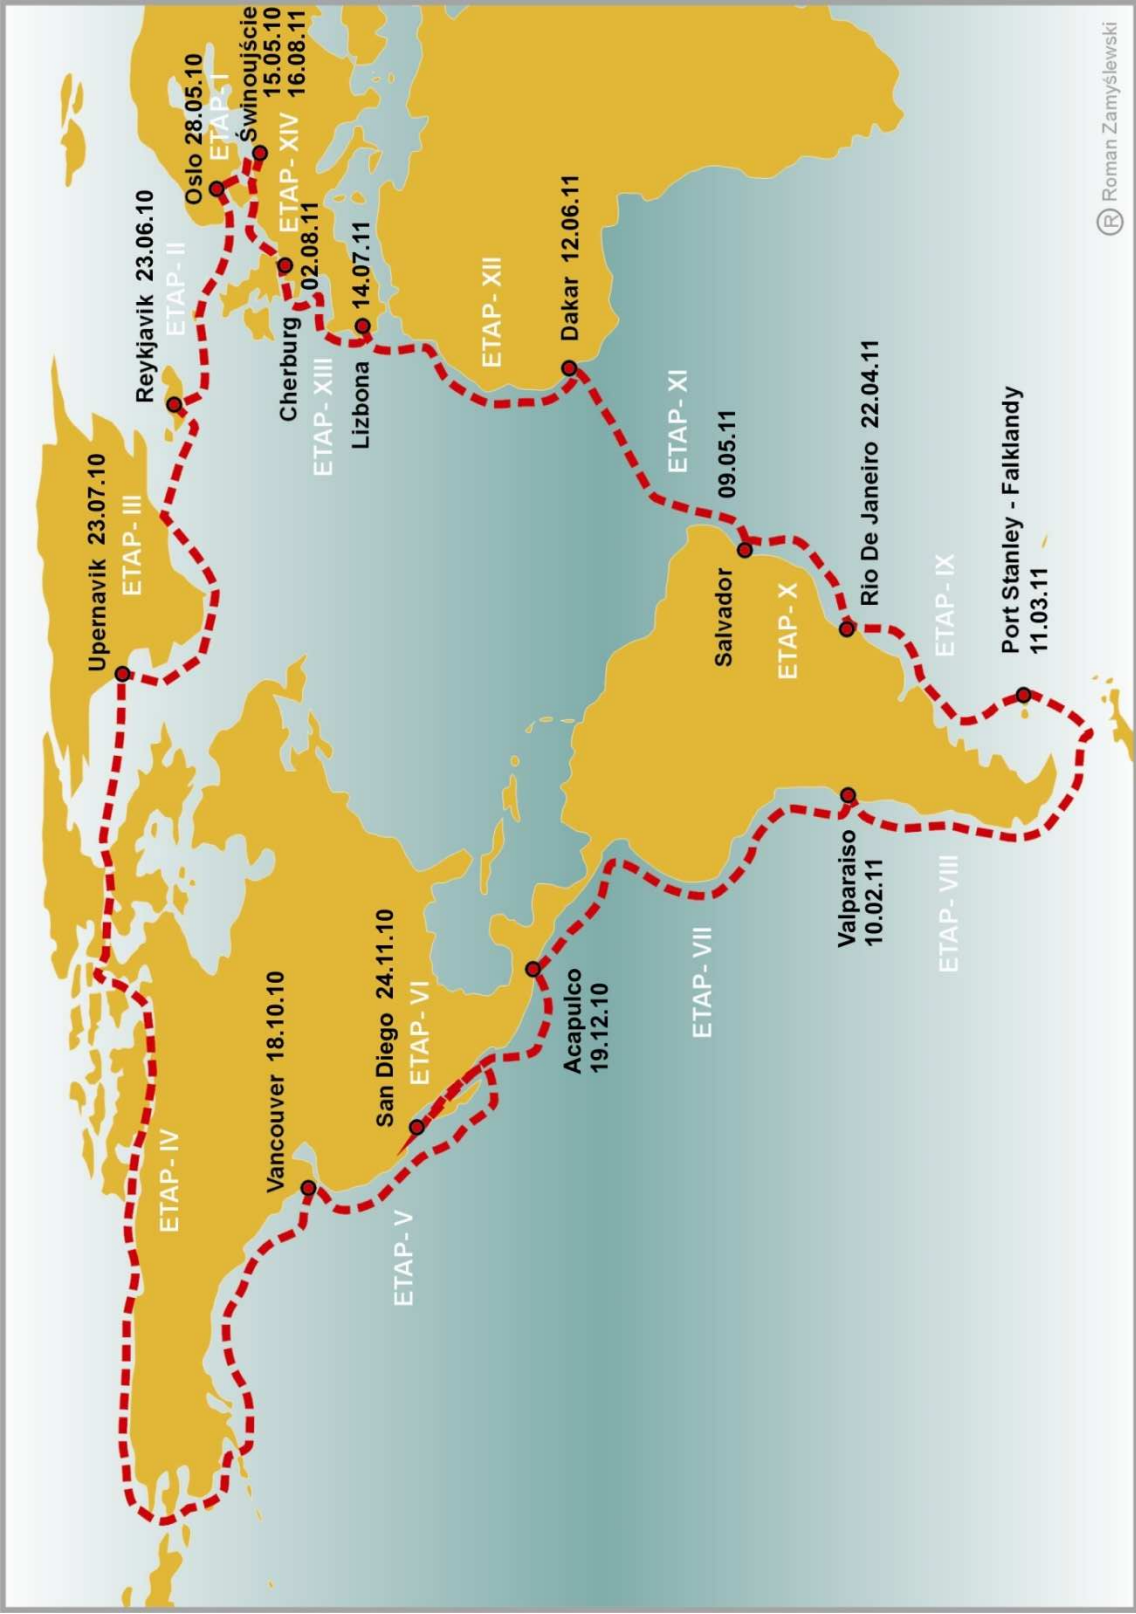 Świnoujście
15.05.10
16.08.11
ETAP- I
Oslo 28.05.10
ETAP- II
Reykjavik 23.06.10
ETAP- III
Upernavik 23.07.10
ETAP- IV
Vancouver 18.10.10
ETAP- V
San Diego 24.11.10
ETAP- VI
Acapulco
19.12.10
ETAP- VII
Valparaiso
10.02.11
ETAP- VIII
Port Stanley - Falklandy
11.03.11
ETAP- IX
Rio De Janeiro 22.04.11
ETAP- X
Salvador 09.05.11
ETAP- XI
Dakar 12.06.11
ETAP- XII
Lizbona 14.07.11
ETAP- XIII
Cherburg 02.08.11
ETAP- XIV
® Roman Zamyślewski